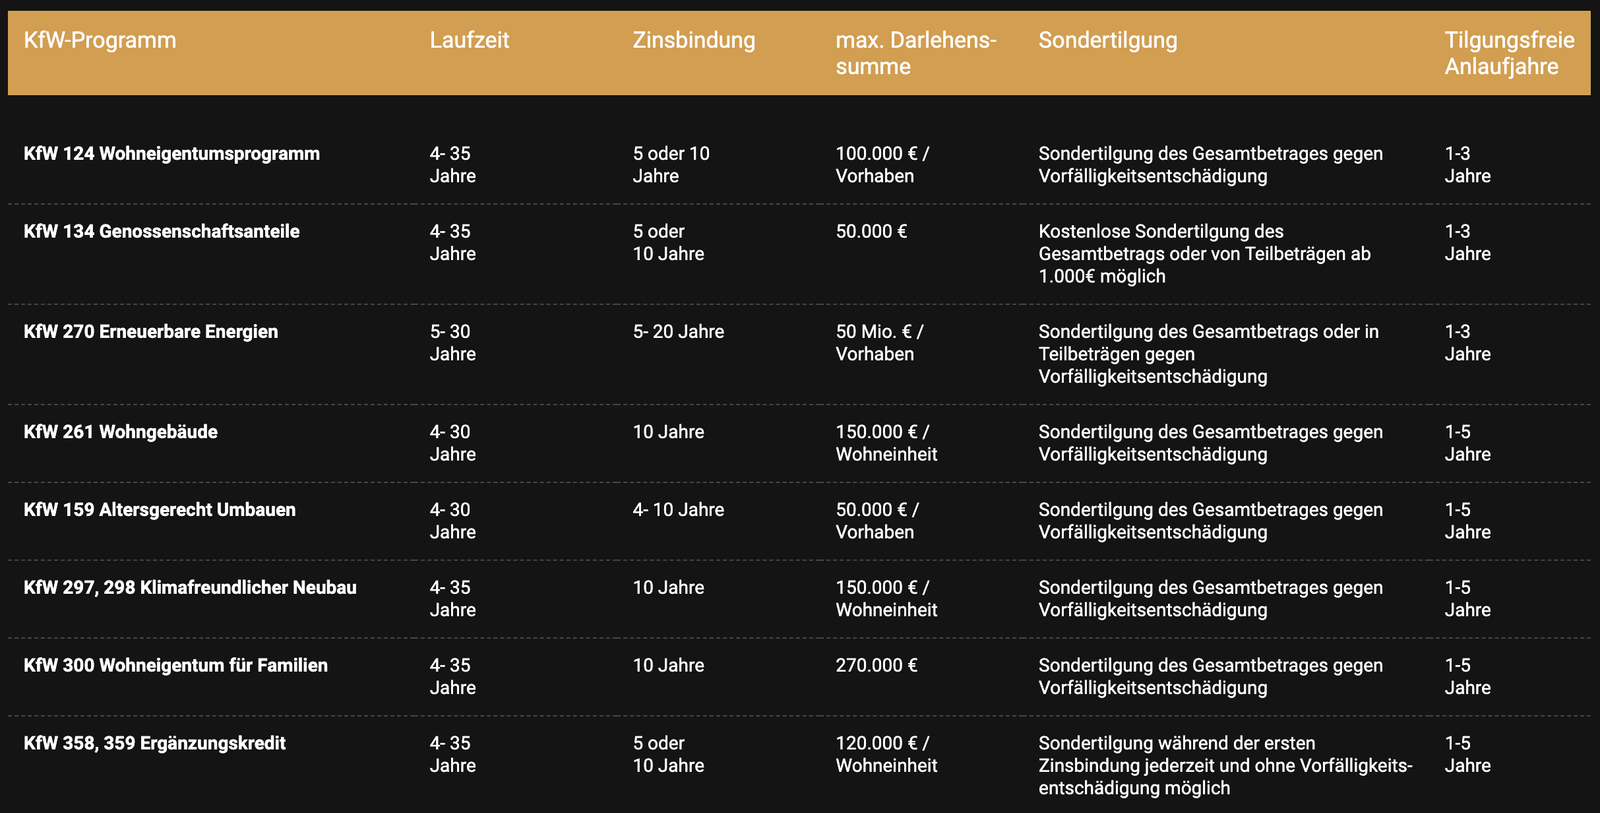 KfW-Programm
Laufzeit
Zinsbindung
max. Darlehens-
summe
Sondertilgung
Tilgungsfreie
Anlaufjahre
KfW 124 Wohneigentumsprogramm
4- 35
Jahre
5 oder 10
Jahre
100.000 € /
Vorhaben
Sondertilgung des Gesamtbetrages gegen
Vorfälligkeitsentschädigung
1-3
Jahre
KfW 134 Genossenschaftsanteile
4- 35
Jahre
5 oder
10 Jahre
50.000 €
Kostenlose Sondertilgung des
Gesamtbetrags oder von Teilbeträgen ab
1.000€ möglich
1-3
Jahre
KfW 270 Erneuerbare Energien
5- 30
Jahre
5- 20 Jahre
50 Mio. € /
Vorhaben
Sondertilgung des Gesamtbetrags oder in
Teilbeträgen gegen
Vorfälligkeitsentschädigung
1-3
Jahre
KfW 261 Wohngebäude
4- 30
Jahre
10 Jahre
150.000 € /
Wohneinheit
Sondertilgung des Gesamtbetrages gegen
Vorfälligkeitsentschädigung
1-5
Jahre
KfW 159 Altersgerecht Umbauen
4- 30
Jahre
4- 10 Jahre
50.000 € /
Vorhaben
Sondertilgung des Gesamtbetrages gegen
Vorfälligkeitsentschädigung
1-5
Jahre
KfW 297, 298 Klimafreundlicher Neubau
4- 35
Jahre
10 Jahre
150.000 € /
Wohneinheit
Sondertilgung des Gesamtbetrages gegen
Vorfälligkeitsentschädigung
1-5
Jahre
KfW 300 Wohneigentum für Familien
4- 35
Jahre
10 Jahre
270.000 €
Sondertilgung des Gesamtbetrages gegen
Vorfälligkeitsentschädigung
1-5
Jahre
KfW 358, 359 Ergänzungskredit
4- 35
Jahre
5 oder
10 Jahre
120.000 € /
Wohneinheit
Sondertilgung während der ersten
Zinsbindung jederzeit und ohne Vorfälligkeits-
entschädigung möglich
1-5
Jahre